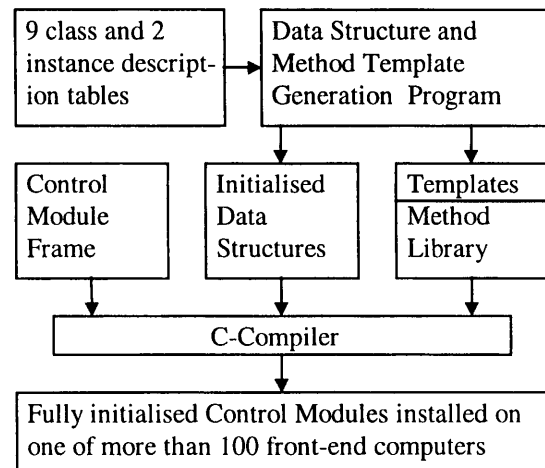 9 class and 2
instance descript-
ion tables
Data Structure and
Method Template
Generation Program
Control
Module
Frame
Initialised
Data
Structures
Templates
Method
Library
C-Compiler
Fully initialised Control Modules installed on
one of more than 100 front-end computers